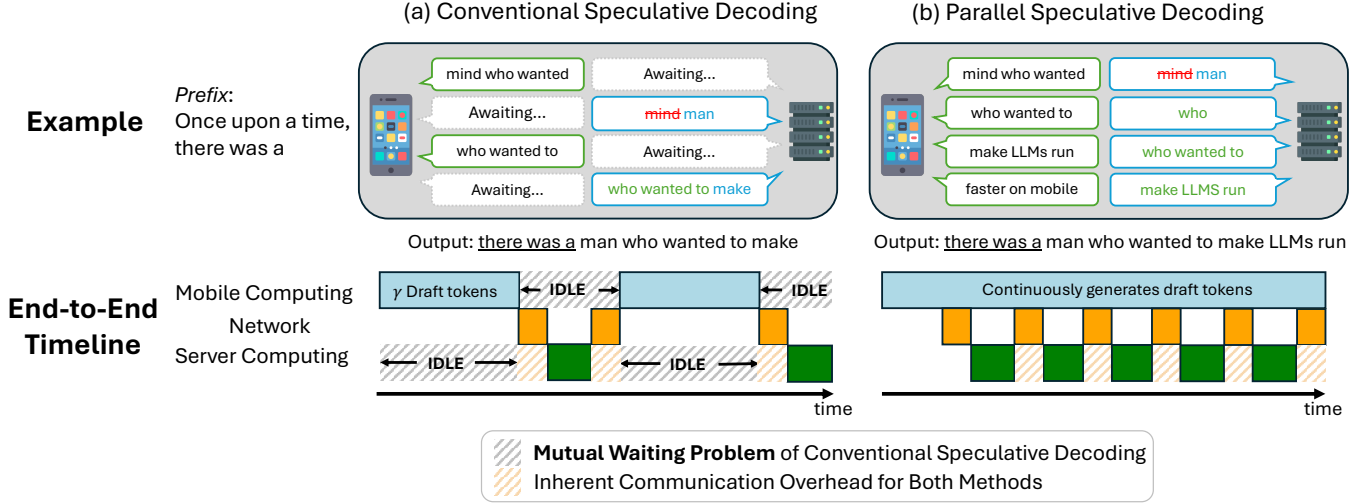 (a) Conventional Speculative Decoding
(b) Parallel Speculative Decoding
Example
Prefix:
Once upon a time,
there was a
mind who wanted
Awaiting...
Awaiting...
mind man
who wanted to
Awaiting...
Awaiting...
who wanted to make
mind who wanted
mind man
who wanted to
who
make LLMs run
who wanted to
faster on mobile
make LLMS run
Output: there was a man who wanted to make
Output: there was a man who wanted to make LLMs run
End-to-End
Timeline
Mobile Computing
Network
Server Computing
γ Draft tokens
IDLE
IDLE
IDLE
IDLE
time
Continuously generates draft tokens
time
Mutual Waiting Problem of Conventional Speculative Decoding
Inherent Communication Overhead for Both Methods